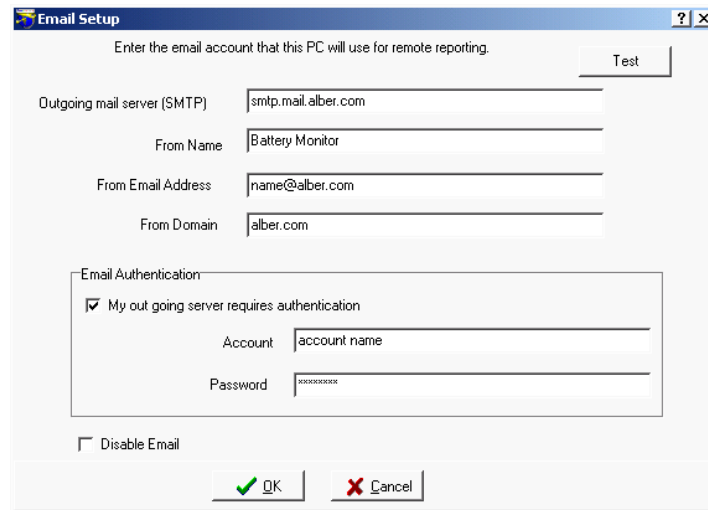 Email Setup
Enter the email account that this PC will use for remote reporting.
Test
Outgoing mail server (SMTP) smtp.mail.alber.com
From Name Battery Monitor
From Email Address name@alber.com
From Domain alber.com
Email Authentication
My out going server requires authentication
Account account name
Password xxxxxxxx
Disable Email
OK Cancel